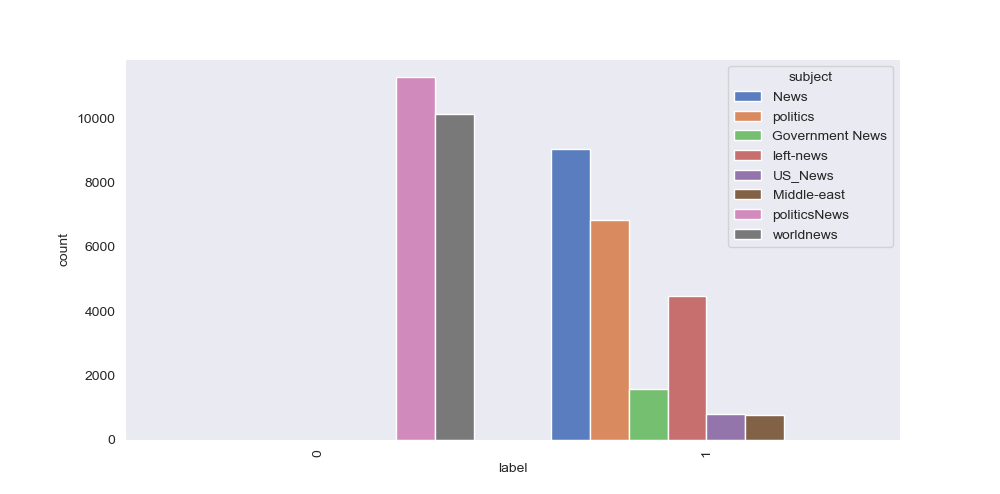 subject
News
politics
Government News
left-news
US_News
Middle-east
politicsNews
worldnews
10000
8000
6000
4000
2000
0
count
0
1
label